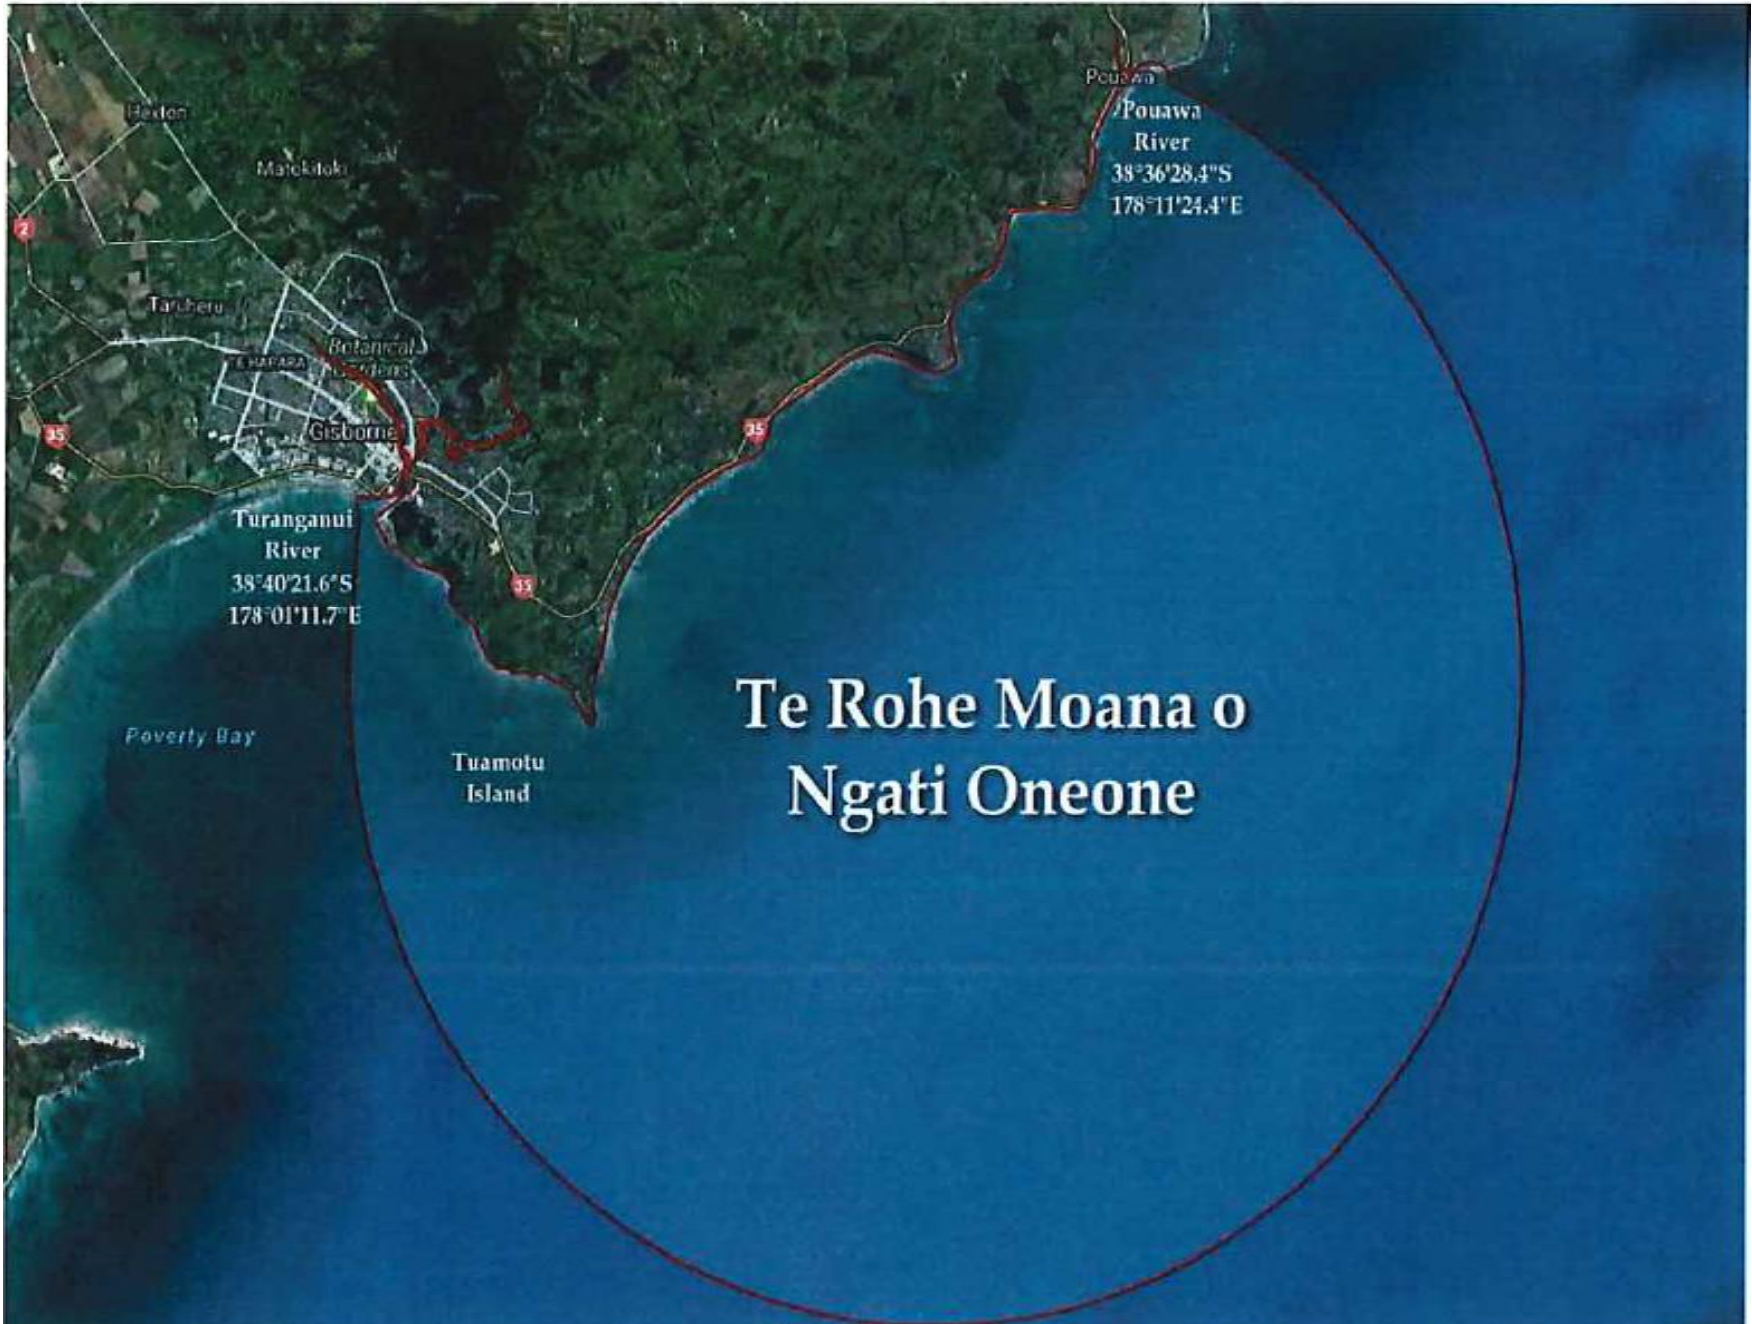 Pouawa
Pouawa
River
38°36'28.4"S
178°11'24.4"E
Hexton
Matokitoki
2
Taruheru
Botanical
Gardens
TE HAPARA
35
Gisborne
35
Turanganui
River
38°40'21.6"S
178°01'11.7"E
35
Te Rohe Moana o
Ngati Oneone
Poverty Bay
Tuamotu
Island